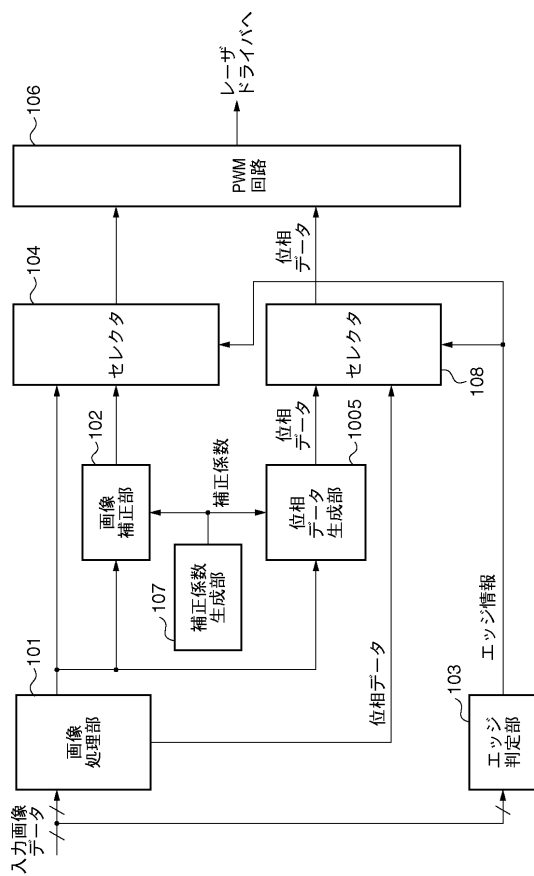 入力画像
データ
101
画像
処理部
103
エッジ
判定部
エッジ情報
位相データ
107
補正係数
生成部
補正係数
102
画像
補正部
位相
データ
生成部
1005
位相
データ
104
セレクタ
セレクタ
108
位相
データ
106
PWM
回路
レーザ
ドライバへ